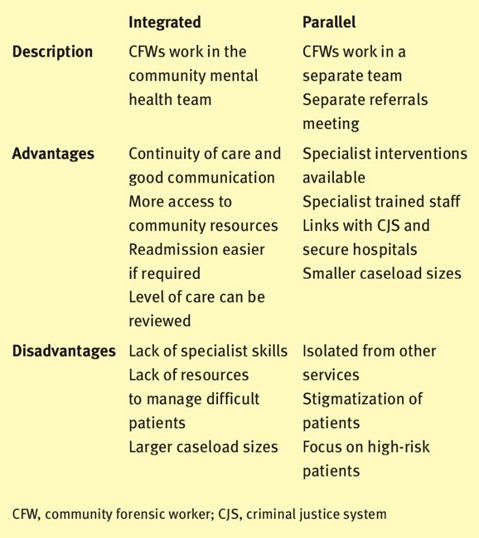 Integrated Parallel
Description CFWs work in the CFWs work in a
community mental separate team
health team Separate referrals
meeting
Advantages Continuity of care and Specialist interventions
good communication available
More access to Specialist trained staff
community resources Links with CJS and
Readmission easier secure hospitals
if required Smaller caseload sizes
Level of care can be
reviewed
Disadvantages Lack of specialist skills Isolated from other
Lack of resources services
to manage difficult Stigmatization of
patients patients
Larger caseload sizes Focus on high-risk
patients
CFW, community forensic worker; CJS, criminal justice system